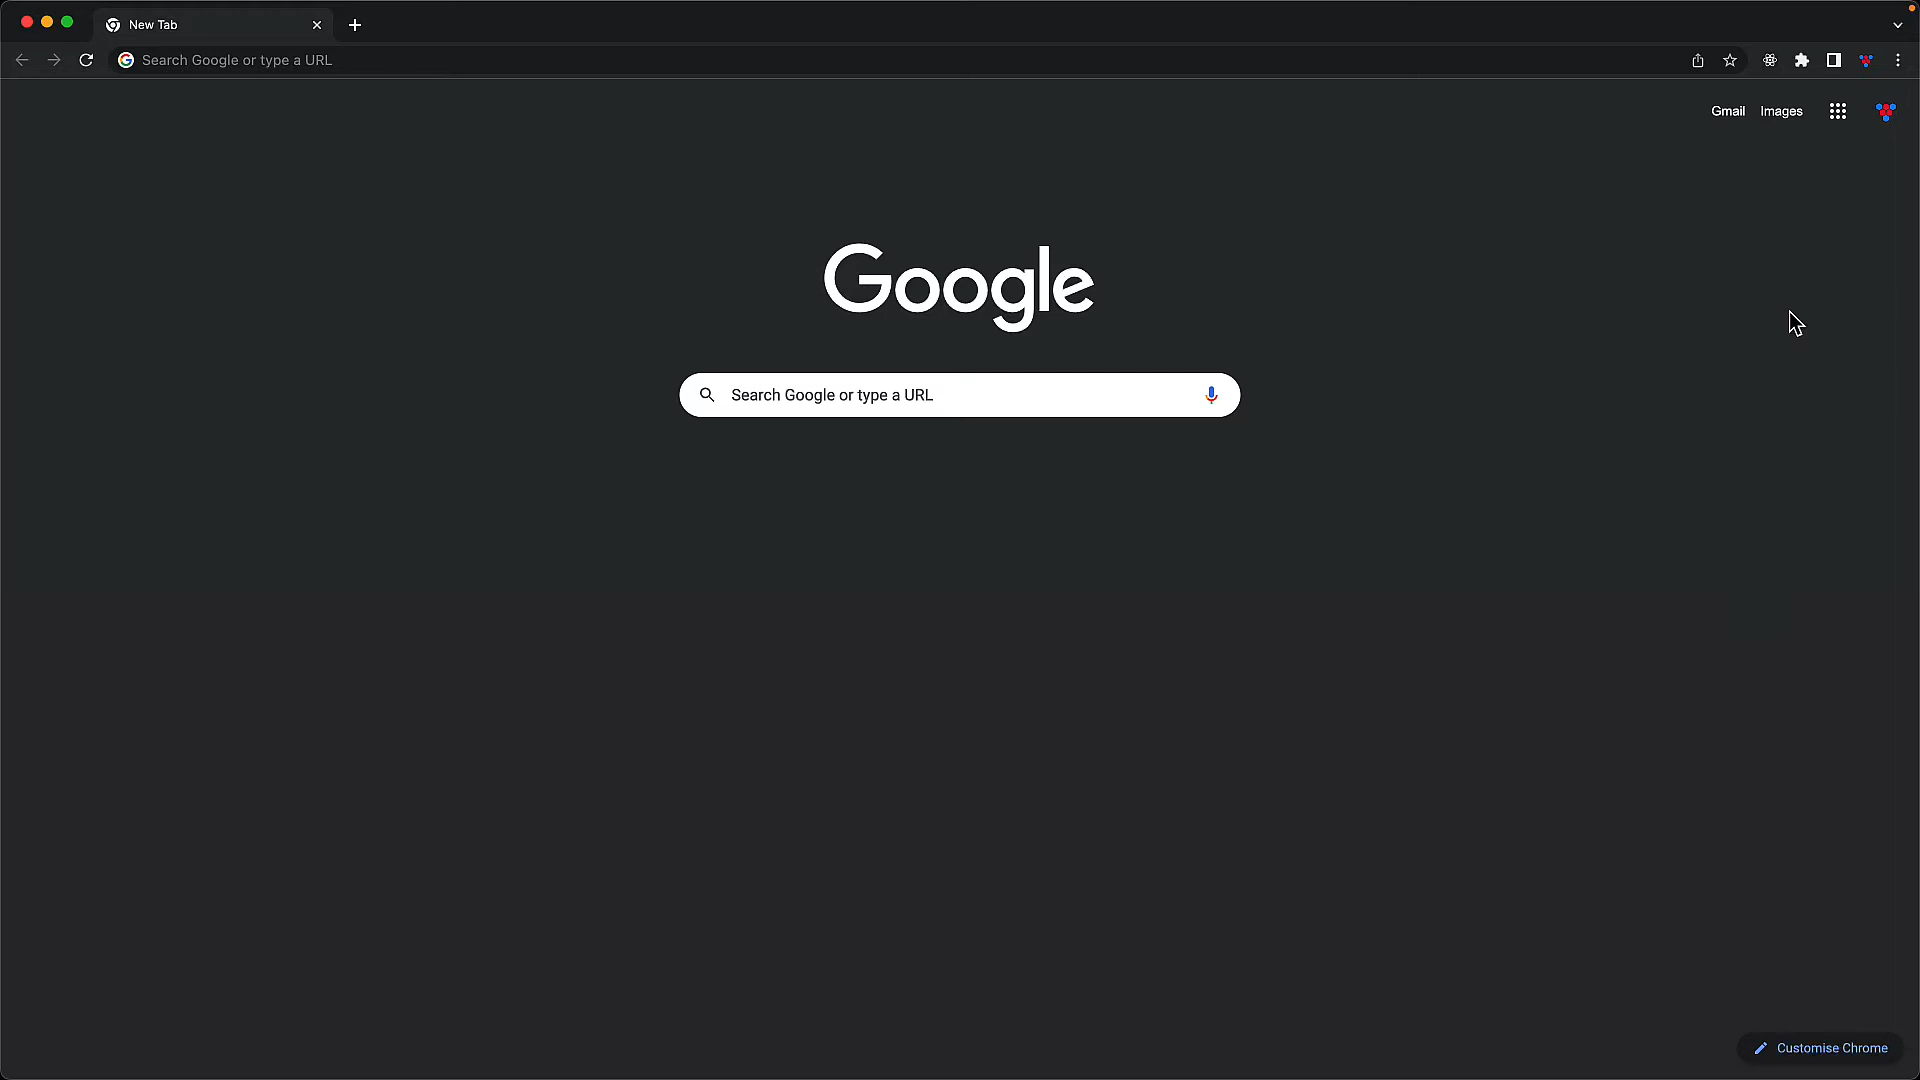 New Tab
Search Google or type a URL
Gmail Images
Google
Search Google or type a URL
Customise Chrome